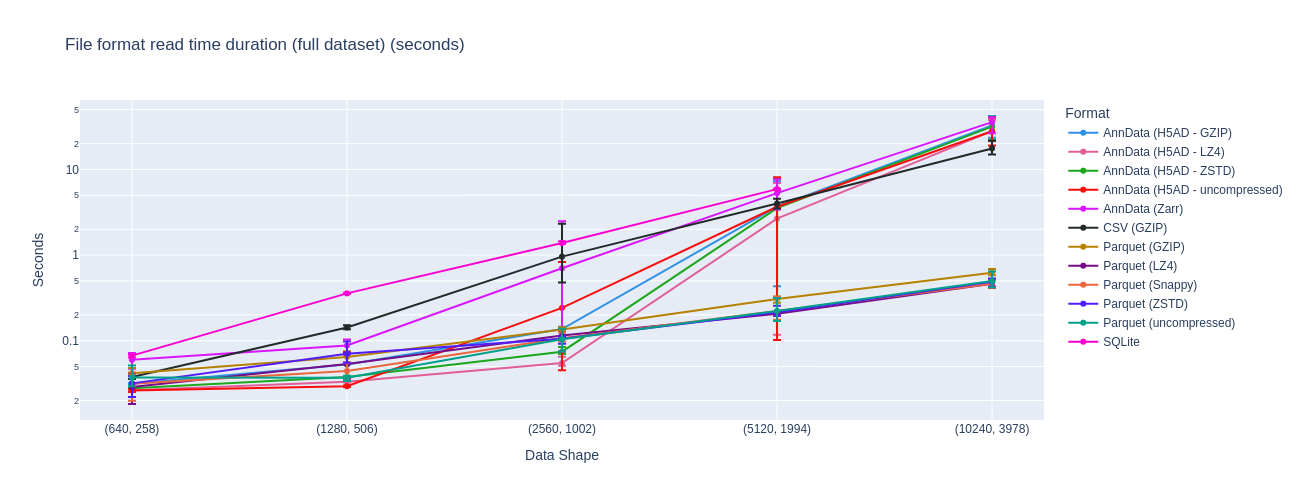 File format read time duration (full dataset) (seconds)
5
2
10
5
2
1
5
2
0.1
5
2
Seconds
(640, 258)
(1280, 506)
(2560, 1002)
(5120, 1994)
(10240, 3978)
Data Shape
Format
AnnData (H5AD - GZIP)
AnnData (H5AD - LZ4)
AnnData (H5AD - ZSTD)
AnnData (H5AD - uncompressed)
AnnData (Zarr)
CSV (GZIP)
Parquet (GZIP)
Parquet (LZ4)
Parquet (Snappy)
Parquet (ZSTD)
Parquet (uncompressed)
SQLite